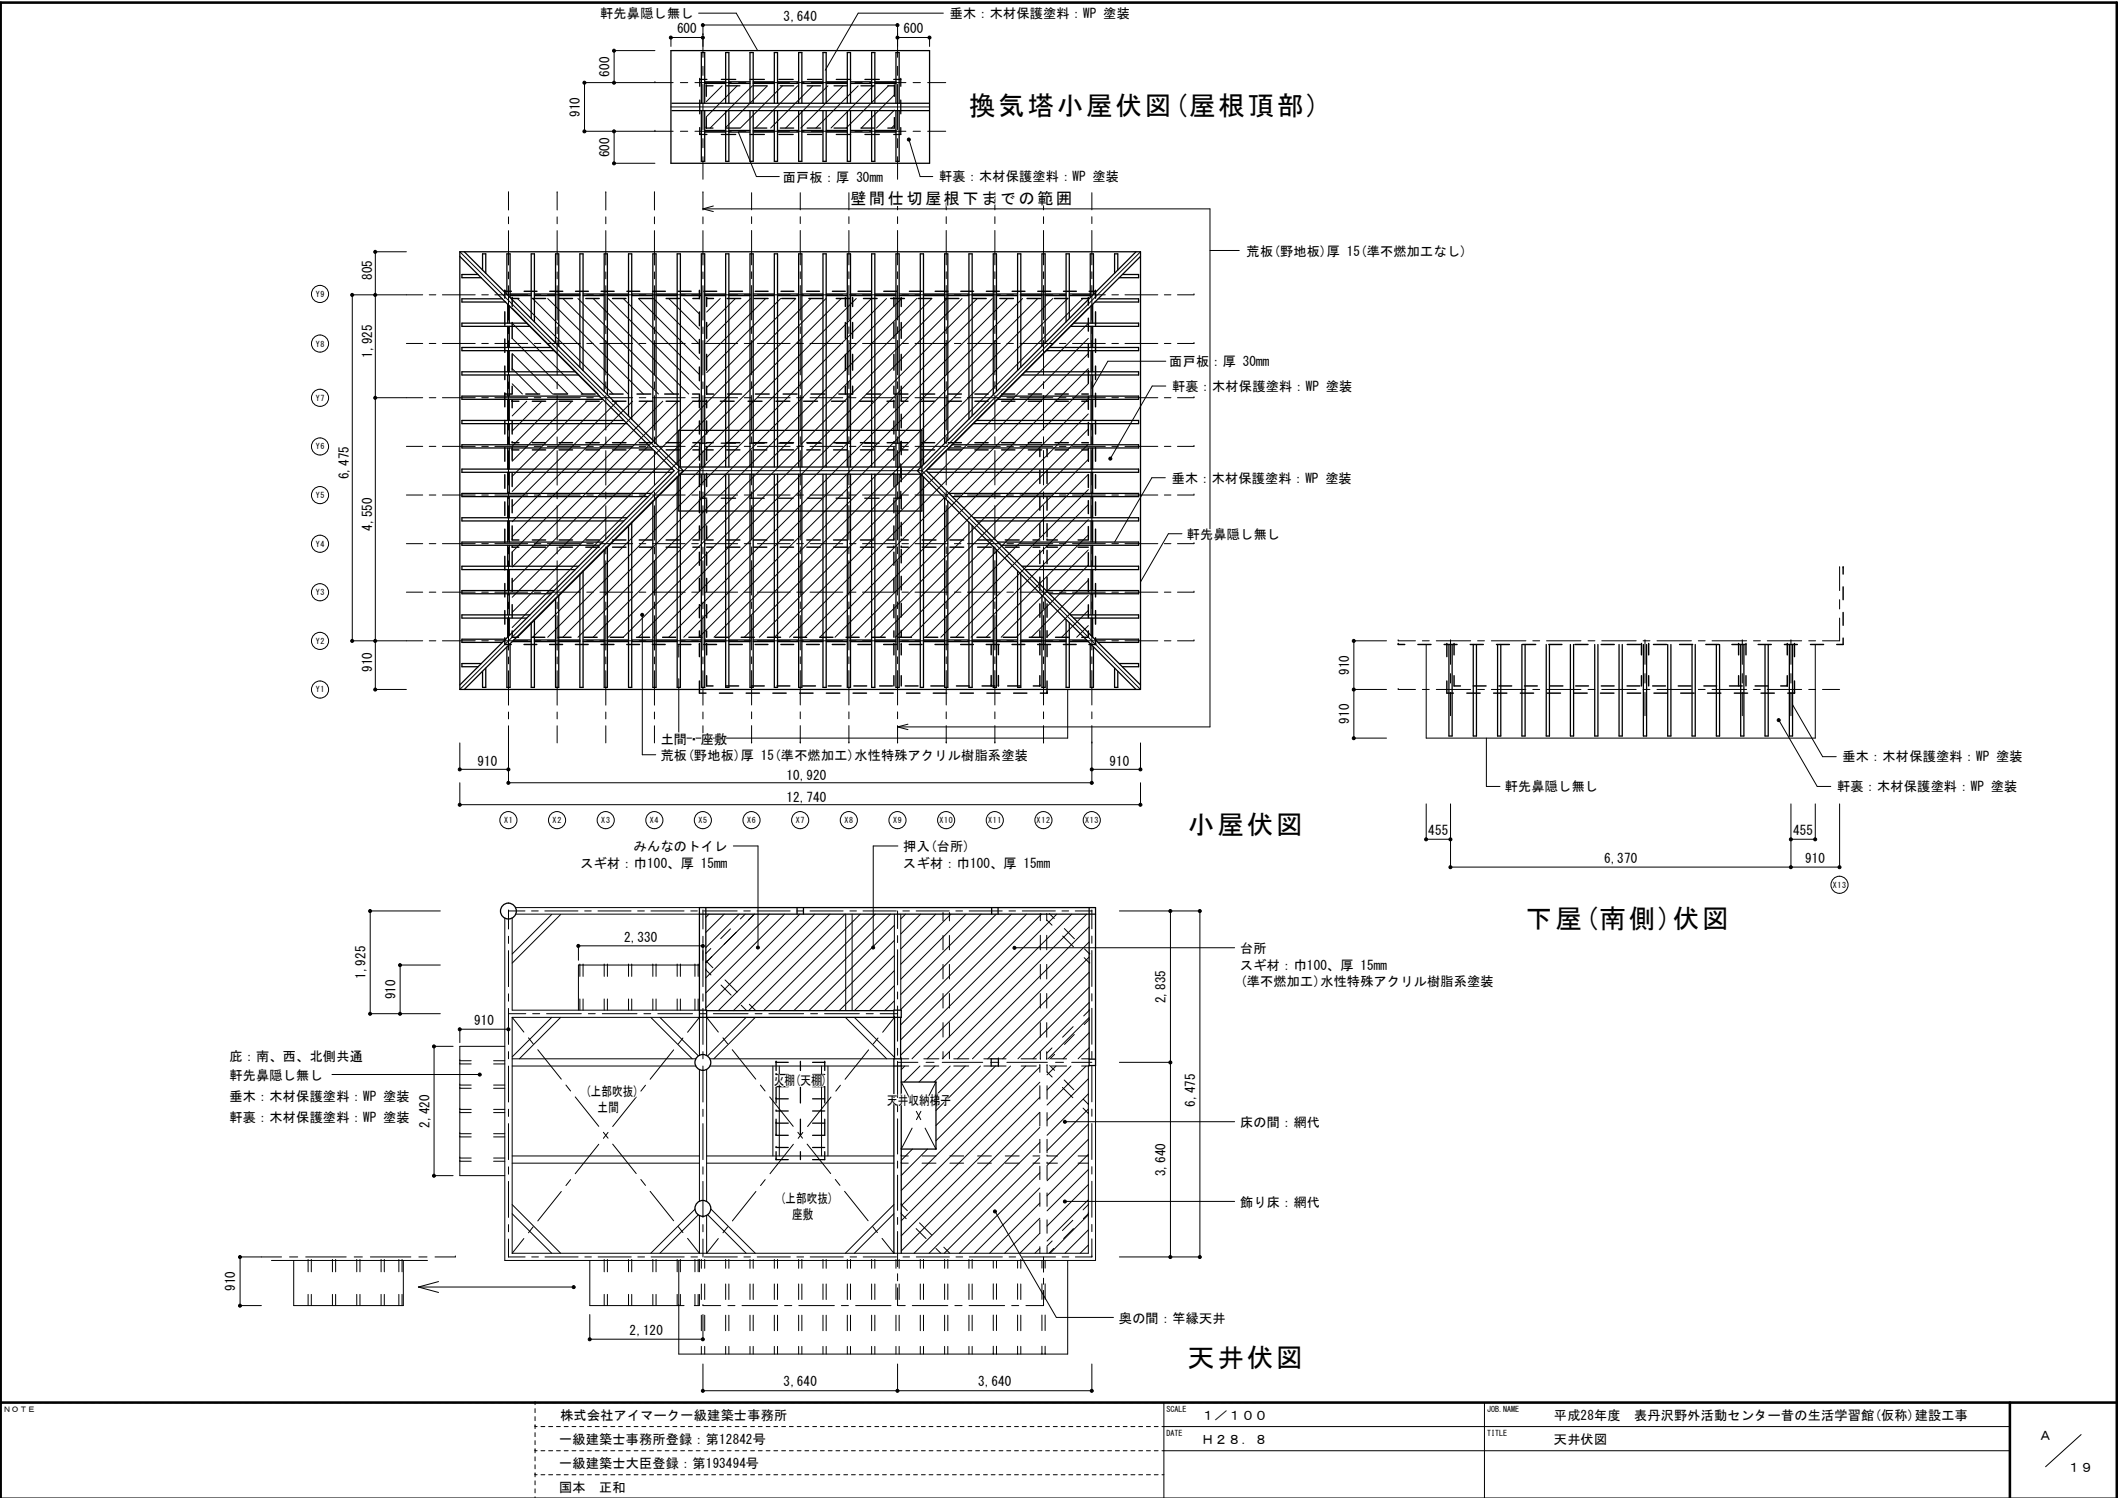 軒先鼻隠し無し
3,640
垂木：木材保護塗料：WP 塗装
600
600
600
910
600
換気塔小屋伏図(屋根頂部)
面戸板：厚 30mm
軒裏：木材保護塗料：WP 塗装
壁間仕切屋根下までの範囲
荒板(野地板)厚 15(準不燃加工なし)
805
1,925
6,475
4,550
910
Y9
Y8
Y7
Y6
Y5
Y4
Y3
Y2
Y1
面戸板：厚 30mm
軒裏：木材保護塗料：WP 塗装
垂木：木材保護塗料：WP 塗装
軒先鼻隠し無し
土間・座敷
荒板(野地板)厚 15(準不燃加工)水性特殊アクリル樹脂系塗装
910
10,920
910
12,740
X1
X2
X3
X4
X5
X6
X7
X8
X9
X10
X11
X12
X13
小屋伏図
910
910
垂木：木材保護塗料：WP 塗装
軒裏：木材保護塗料：WP 塗装
軒先鼻隠し無し
455
455
6,370
910
X13
下屋(南側)伏図
みんなのトイレ
スギ材：巾100、厚 15mm
押入(台所)
スギ材：巾100、厚 15mm
1,925
910
2,330
910
2,420
庇：南、西、北側共通
軒先鼻隠し無し
垂木：木材保護塗料：WP 塗装
軒裏：木材保護塗料：WP 塗装
(上部吹抜)
土間
火棚(天棚)
天井収納梯子
(上部吹抜)
座敷
台所
スギ材：巾100、厚 15mm
(準不燃加工)水性特殊アクリル樹脂系塗装
2,835
6,475
3,640
床の間：網代
飾り床：網代
奥の間：竿縁天井
910
2,120
3,640
3,640
天井伏図
NOTE
株式会社アイマーク一級建築士事務所
一級建築士事務所登録：第12842号
一級建築士大臣登録：第193494号
国本 正和
SCALE 1／100
DATE H28．8
JOB.NAME 平成28年度 表丹沢野外活動センター昔の生活学習館(仮称)建設工事
TITLE 天井伏図
A／19